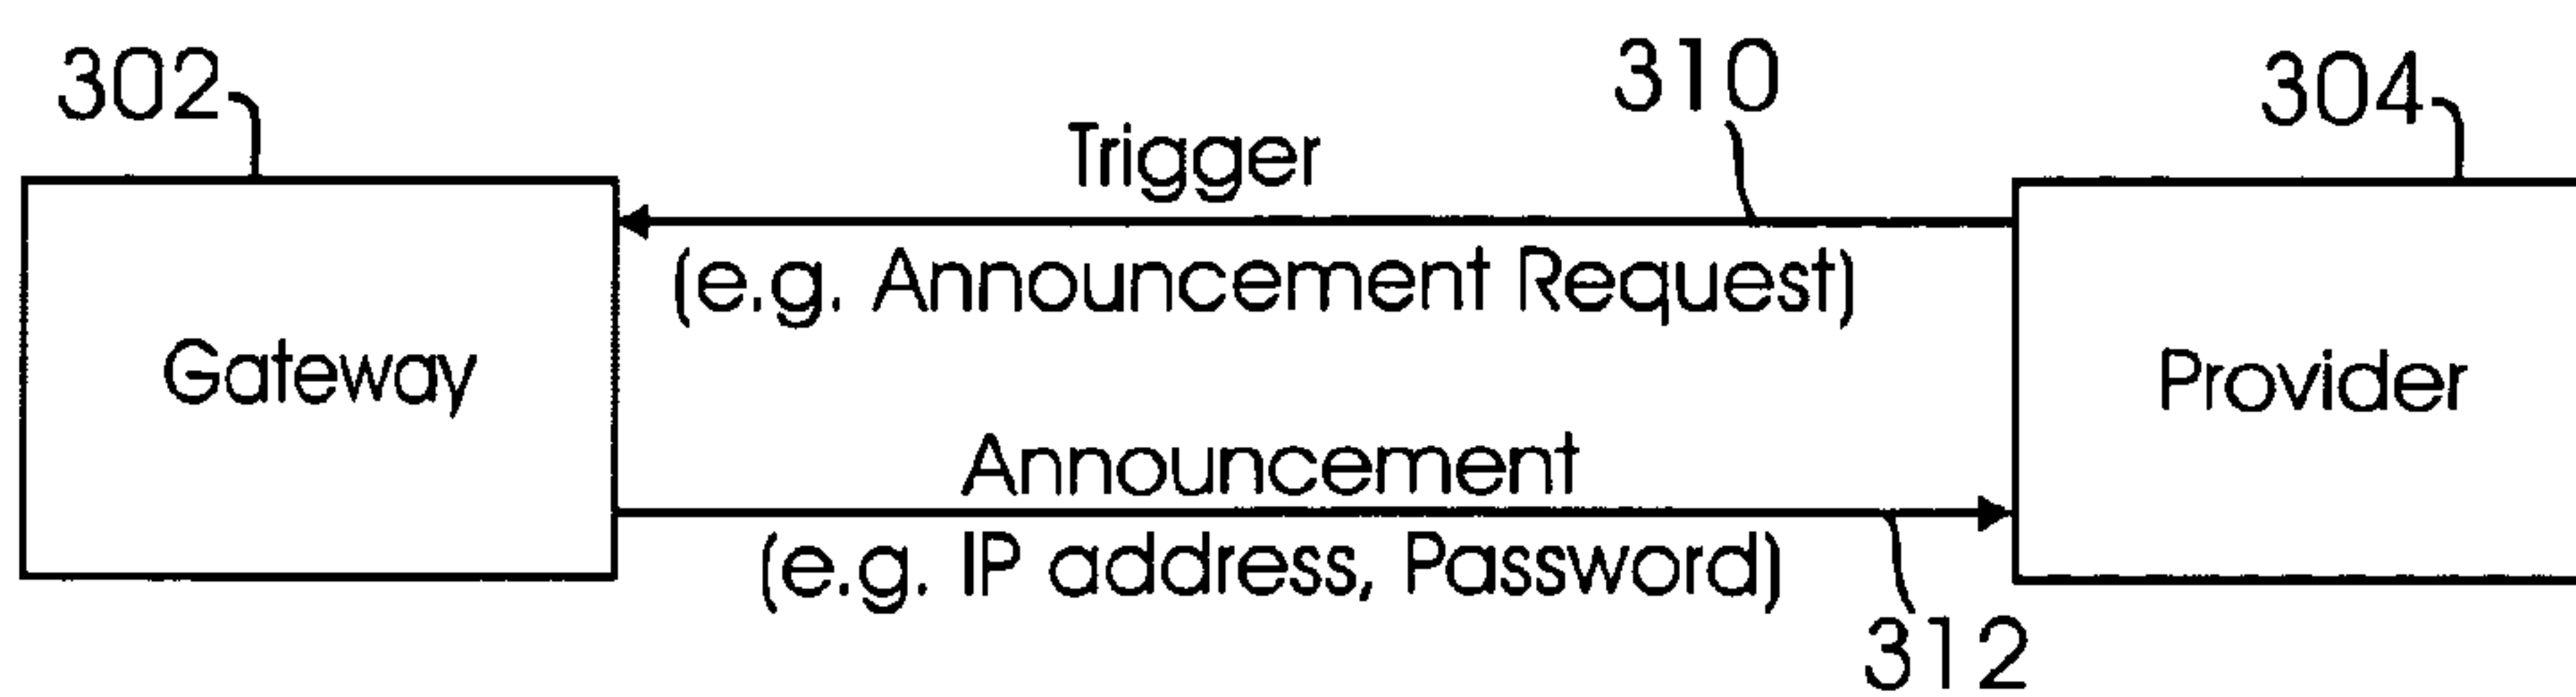 302
310
304
Trigger
(e.g. Announcement Request)
Gateway
Provider
Announcement
(e.g. IP address, Password)
312